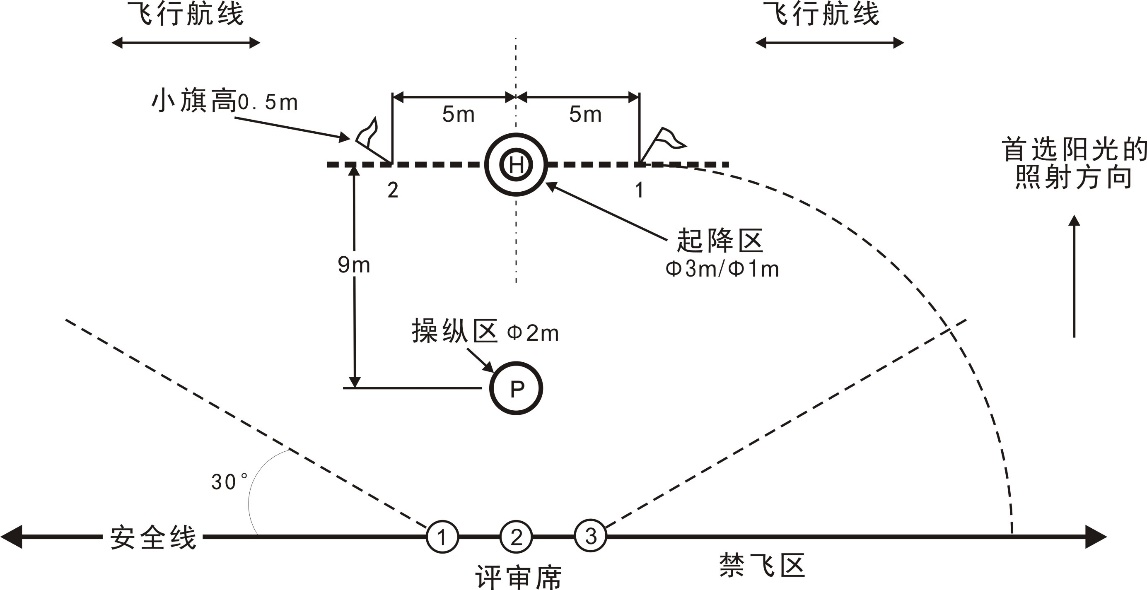 飞行航线
飞行航线
小旗高0.5m
5m
5m
首选阳光的
照射方向
H
2
1
起降区
Φ3m/Φ1m
9m
操纵区 Φ2m
P
30°
安全线
1
2
3
评审席
禁飞区